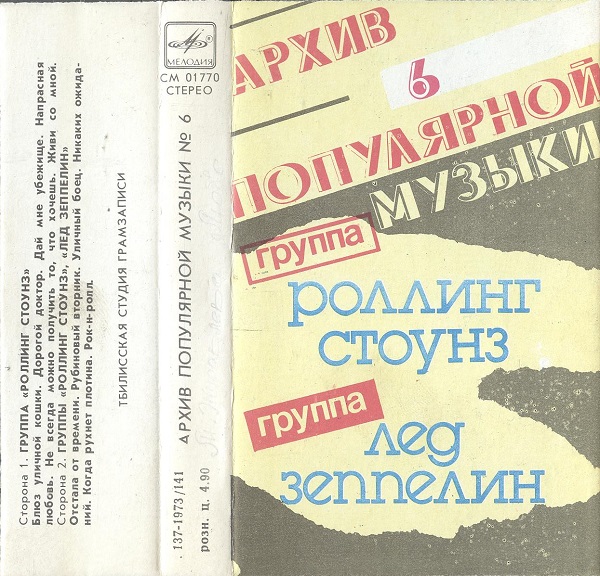 Сторона 1. ГРУППА «РОЛЛИНГ СТОУНЗ»
Блюз уличной кошки. Дорогой доктор. Дай мне убежище. Напрасная
любовь. Не всегда можно получить то, что хочешь. Живи со мной.
Сторона 2. ГРУППЫ «РОЛЛИНГ СТОУНЗ», «ЛЕД ЗЕППЕЛИН»
Отстала от времени. Рубиновый вторник. Уличный боец. Никаких ожида-
ний. Когда рухнет плотина. Рок-н-ролл.
ТБИЛИССКАЯ СТУДИЯ ГРАМЗАПИСИ
МЕЛОДИЯ
СМ 01770
СТЕРЕО
АРХИВ ПОПУЛЯРНОЙ МУЗЫКИ № 6
137-1973/141
розн. ц. 4.90
АРХИВ
6
ПОПУЛЯРНОЙ
МУЗЫКИ
группа
РОЛЛИНГ
СТОУНЗ
группа
ЛЕД
ЗЕППЕЛИН